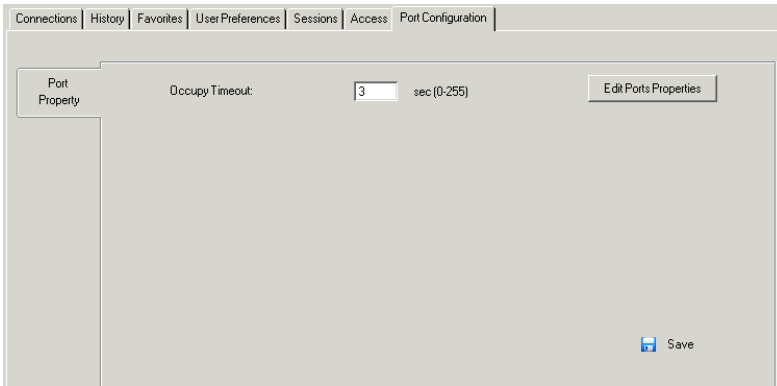 Connections History Favorites User Preferences Sessions Access Port Configuration
Port
Property
Occupy Timeout: 3 sec (0-255) Edit Ports Properties
Save